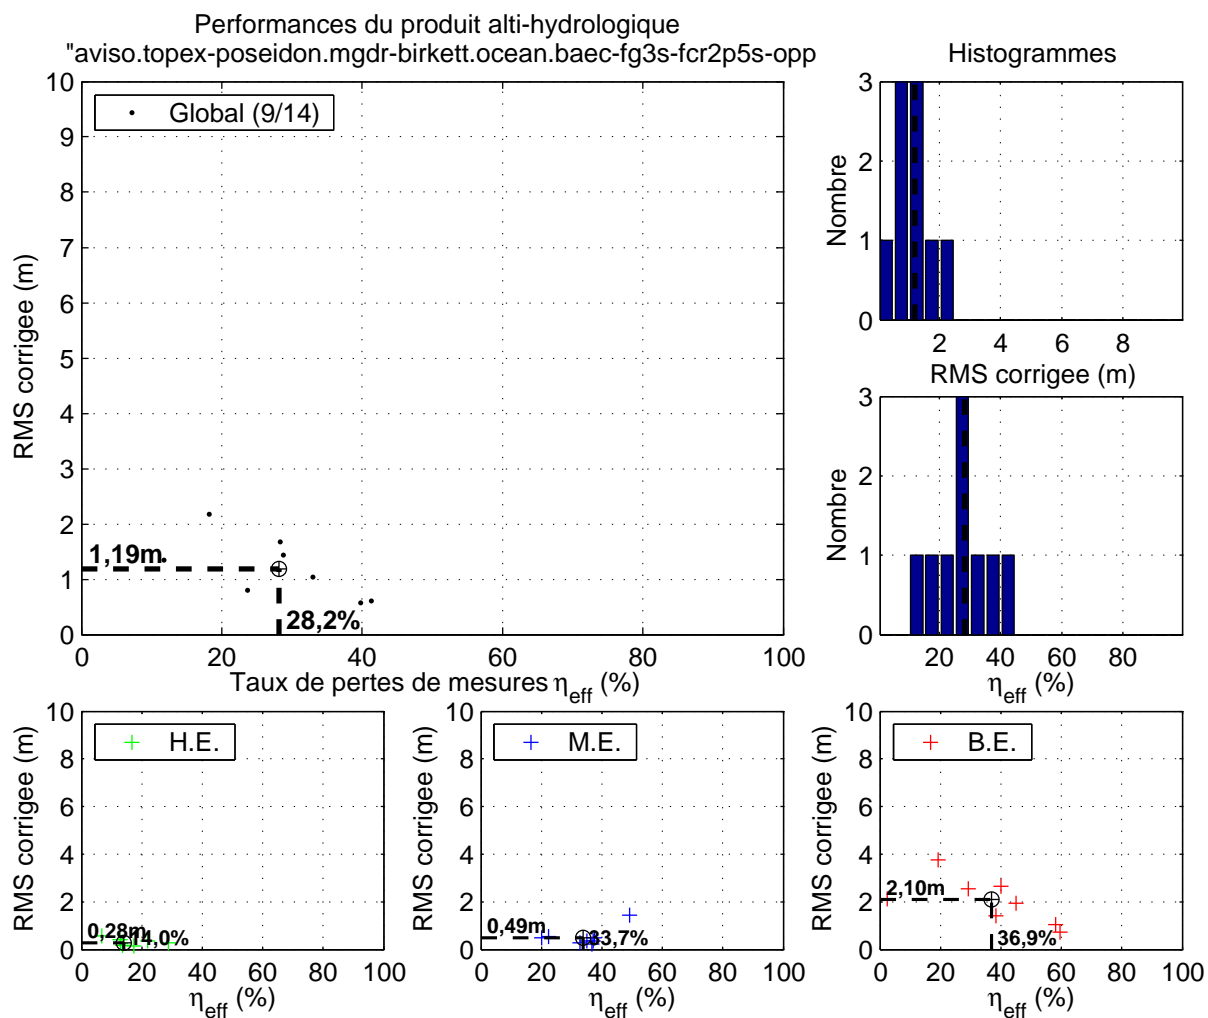 Performances du produit alti-hydrologique
"aviso.topex-poseidon.mgdr-birkett.ocean.baec-fg3s-fcr2p5s-opp
Histogrammes
Global (9/14)
RMS corrigee (m)
10
9
8
7
6
5
4
3
2
1
0
1,19m
28,2%
0 20 40 60 80 100
Taux de pertes de mesures ηeff (%)
Nombre
3
2
1
0
2 4 6 8
RMS corrigee (m)
Nombre
3
2
1
0
20 40 60 80
ηeff (%)
H.E.
RMS corrigee (m)
10
8
6
4
2
0
0,28m
14,0%
0 20 40 60 80 100
ηeff (%)
M.E.
RMS corrigee (m)
10
8
6
4
2
0
0,49m
33,7%
0 20 40 60 80 100
ηeff (%)
B.E.
RMS corrigee (m)
10
8
6
4
2
0
2,10m
36,9%
0 20 40 60 80 100
ηeff (%)